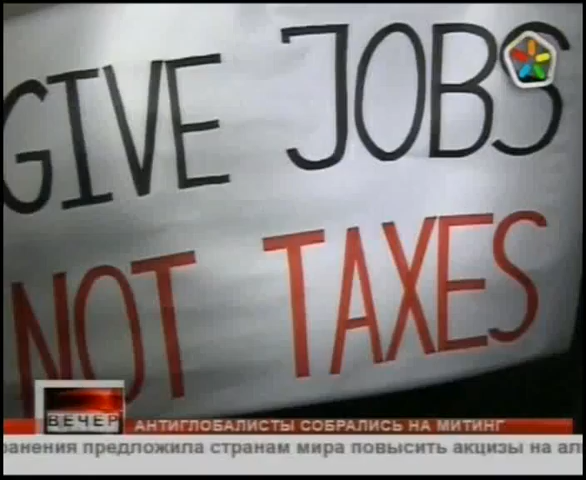 GIVE JOBS
NOT TAXES
ВЕЧЕР
АНТИГЛОБАЛИСТЫ СОБРАЛИСЬ НА МИТИНГ
предложила странам мира повысить акцизы на